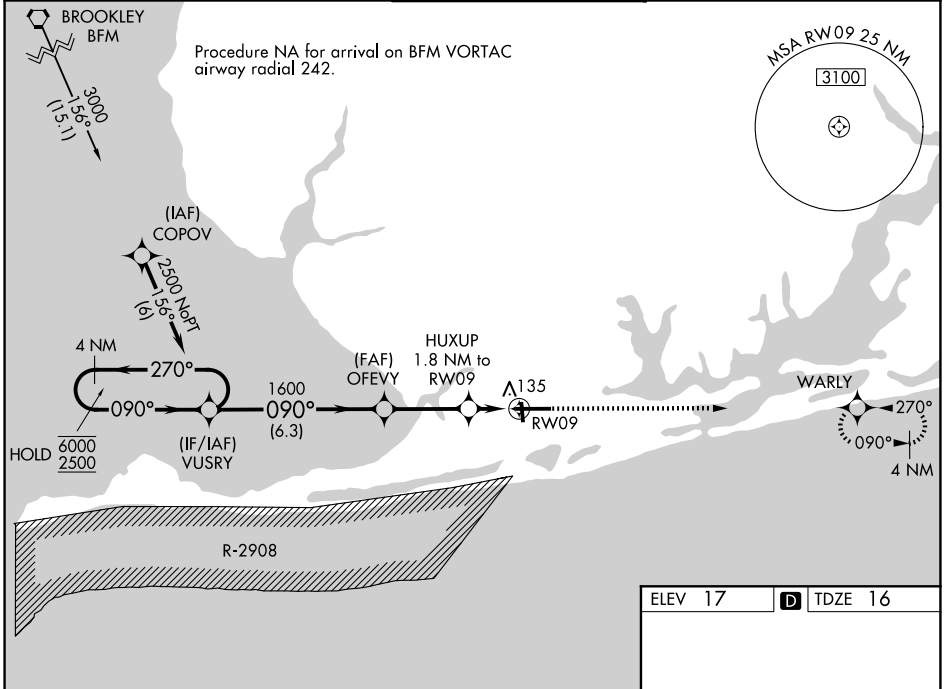 BROOKLEY
BFM
Procedure NA for arrival on BFM VORTAC
airway radial 242.
MSA RW09 25 NM
3100
3000
156°
(15.1)
(IAF)
COPOV
2500 NoPT
156°
(6)
4 NM
270°
090°
HOLD
6000
2500
(IF/IAF)
VUSRY
1600
090°
(6.3)
(FAF)
OFEVY
HUXUP
1.8 NM to
RW09
135
RW09
WARLY
270°
090°
4 NM
R-2908
ELEV 17
D
TDZE 16